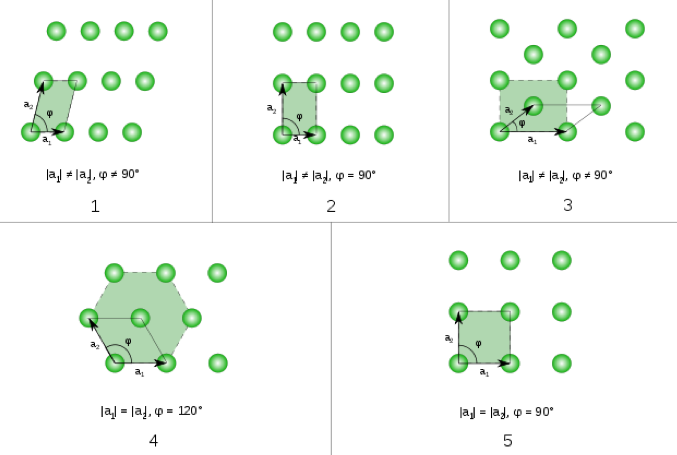 a₂ φ
a₁
|a₁| ≠ |a₂|, φ ≠ 90°
1
a₂ φ
a₁
|a₁| ≠ |a₂|, φ = 90°
2
a₂ φ
a₁
|a₁| ≠ |a₂|, φ ≠ 90°
3
a₂ φ
a₁
|a₁| = |a₂|, φ = 120°
4
a₂ φ
a₁
|a₁| = |a₂|, φ = 90°
5